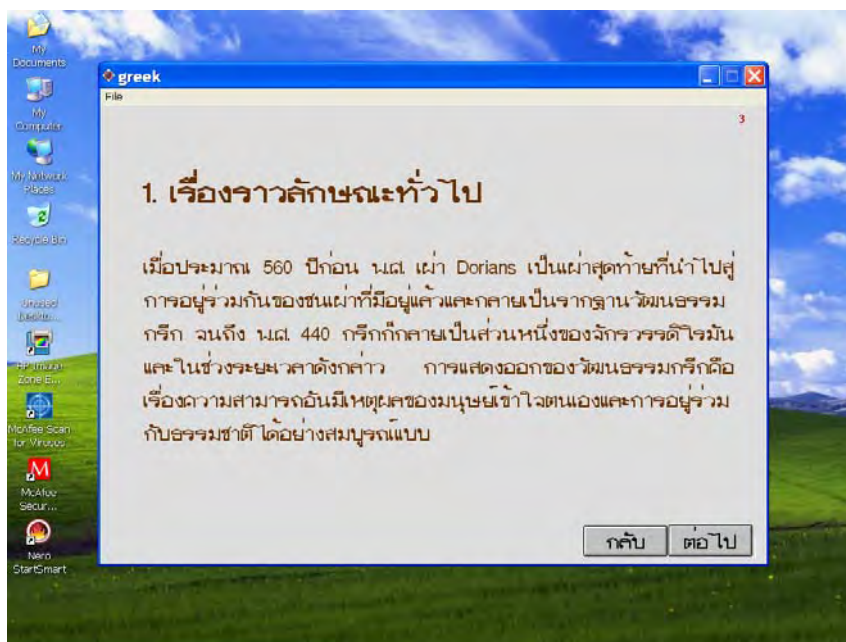 My
Documents
greek
File
My
Computer
3
My Network
Places
1. เรื่องราวลักษณะทั่วไป
Recycle Bin
เมื่อประมาณ 560 ปีก่อน พ.ศ. เผ่า Dorians เป็นเผ่าสุดท้ายที่นำไปสู่
Unused
Deskto...
การอยู่ร่วมกันของชนเผ่าที่มีอยู่แล้วและกลายเป็นรากฐานวัฒนธรรม
กรีก จนถึง พ.ศ. 440 กรีกก็กลายเป็นส่วนหนึ่งของจักรวรรดิโรมัน
HP Image
Zone E...
และในช่วงระยะเวลาดังกล่าว การแสดงออกของวัฒนธรรมกรีกคือ
เรื่องความสามารถอันมีเหตุผลของมนุษย์เข้าใจตนเองและการอยู่ร่วม
McAfee Scan
for Viruses
กับธรรมชาติได้อย่างสมบูรณ์แบบ
McAfee
Secur...
กลับ
ต่อไป
Nero
StartSmart